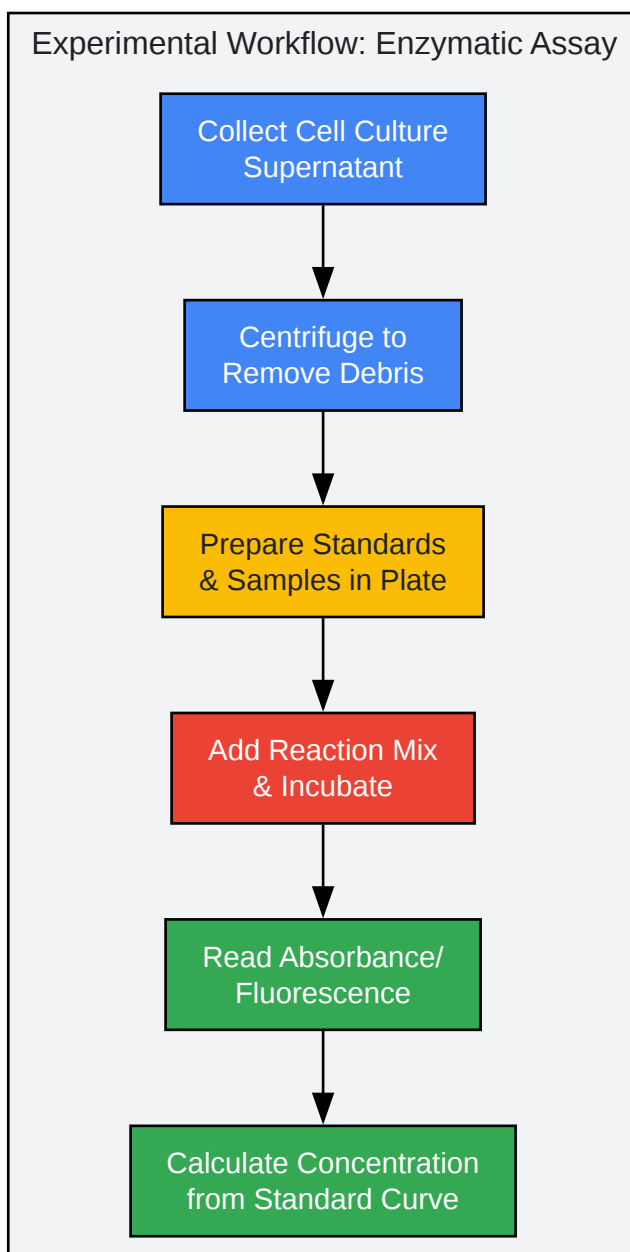 Experimental Workflow: Enzymatic Assay
Collect Cell Culture
Supernatant
Centrifuge to
Remove Debris
Prepare Standards
& Samples in Plate
Add Reaction Mix
& Incubate
Read Absorbance/
Fluorescence
Calculate Concentration
from Standard Curve